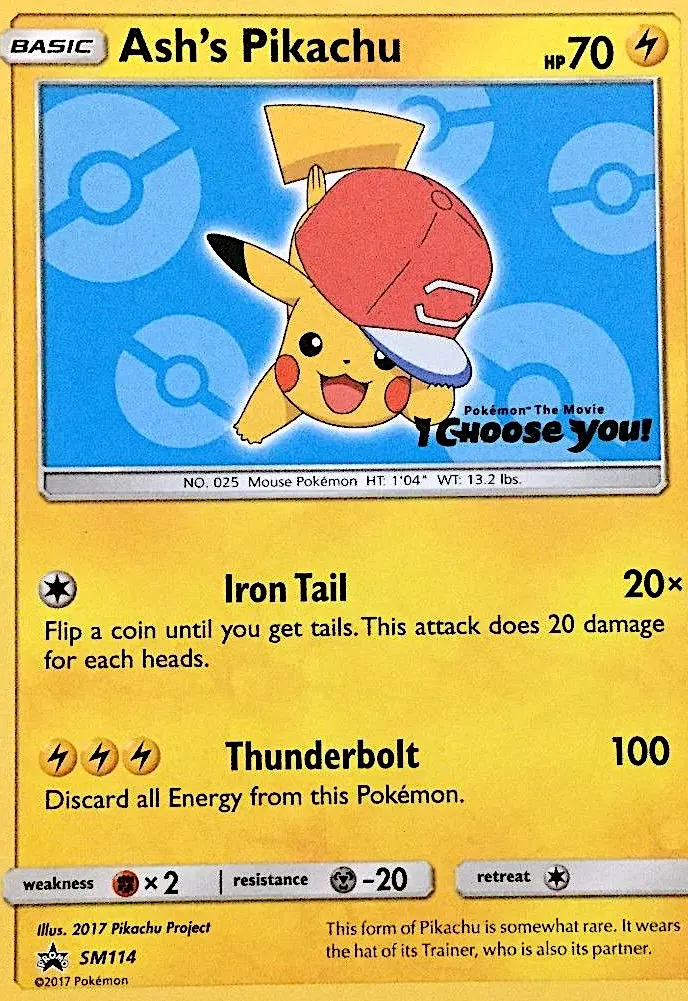 BASIC Ash's Pikachu HP 70
Pokémon The Movie
I Choose You!
NO. 025 Mouse Pokémon HT: 1'04" WT: 13.2 lbs.
Iron Tail 20×
Flip a coin until you get tails. This attack does 20 damage
for each heads.
Thunderbolt 100
Discard all Energy from this Pokémon.
weakness ×2 resistance -20 retreat
Illus. 2017 Pikachu Project
PROMO SM114
©2017 Pokémon
This form of Pikachu is somewhat rare. It wears
the hat of its Trainer, who is also its partner.